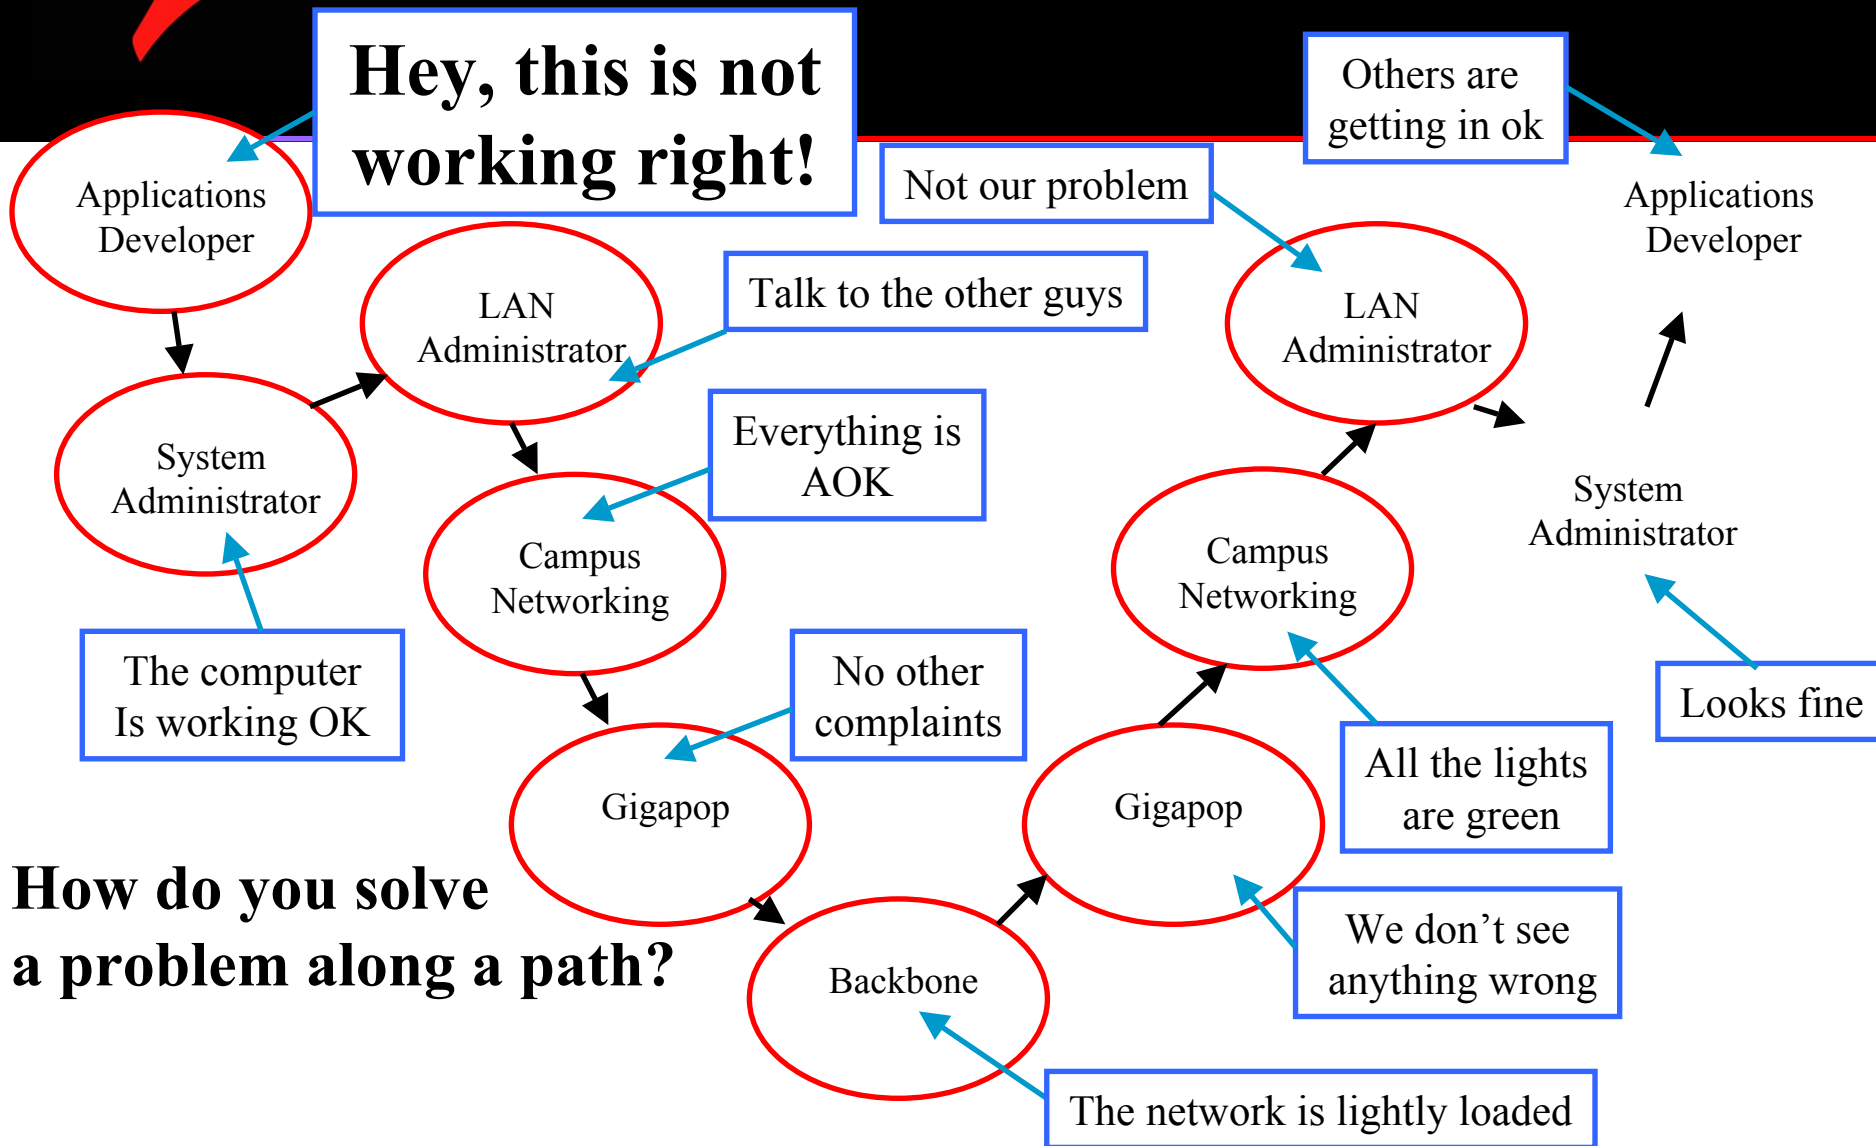 Hey, this is not
working right!
Others are
getting in ok
Not our problem
Applications
Developer
Applications
Developer
Talk to the other guys
LAN
Administrator
LAN
Administrator
Everything is
AOK
System
Administrator
System
Administrator
Campus
Networking
Campus
Networking
The computer
Is working OK
No other
complaints
Looks fine
All the lights
are green
Gigapop
Gigapop
How do you solve
a problem along a path?
We don’t see
anything wrong
Backbone
The network is lightly loaded